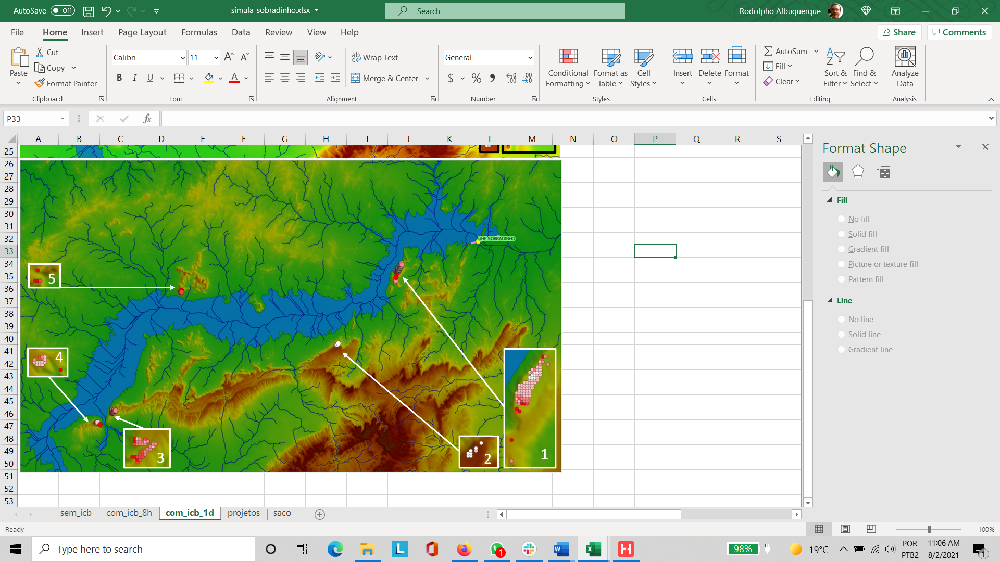 AutoSave Off simula_sobradinho.xlsx Search Rodolpho Albuquerque
File Home Insert Page Layout Formulas Data Review View Help Share Comments
Paste
Cut
Copy
Format Painter
Clipboard
Calibri 11
B I U A
Font
Wrap Text
Merge & Center
Alignment
General
$ % 9
Number
Conditional Formatting
Format as Table
Cell Styles
Styles
Insert Delete Format
Cells
AutoSum
Fill
Clear
Sort & Filter
Find & Select
Editing
Analyze Data
Analysis
P33 fx
A B C D E F G H I J K L M N O P Q R S
25
26
27
28
29
30
31
32
33
34
35
36
37
38
39
40
41
42
43
44
45
46
47
48
49
50
51
52
53
UHE SOBRADINHO
5
4
3
2
1
Format Shape
Fill
No fill
Solid fill
Gradient fill
Picture or texture fill
Pattern fill
Line
No line
Solid line
Gradient line
sem_icb com_icb_8h com_icb_1d projetos saco
Ready 100%
Type here to search 1 98% 19°C POR PTB2 11:06 AM 8/2/2021 1